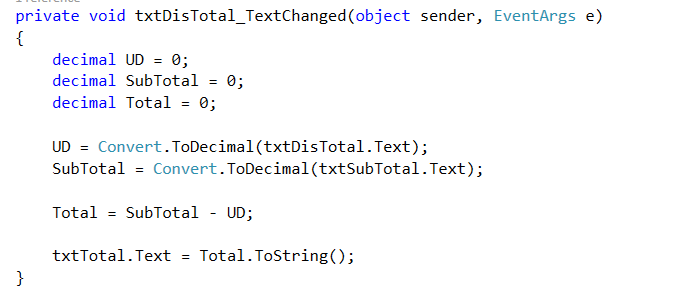 private void txtDisTotal_TextChanged(object sender, EventArgs e)
{
decimal UD = 0;
decimal SubTotal = 0;
decimal Total = 0;
UD = Convert.ToDecimal(txtDisTotal.Text);
SubTotal = Convert.ToDecimal(txtSubTotal.Text);
Total = SubTotal - UD;
txtTotal.Text = Total.ToString();
}